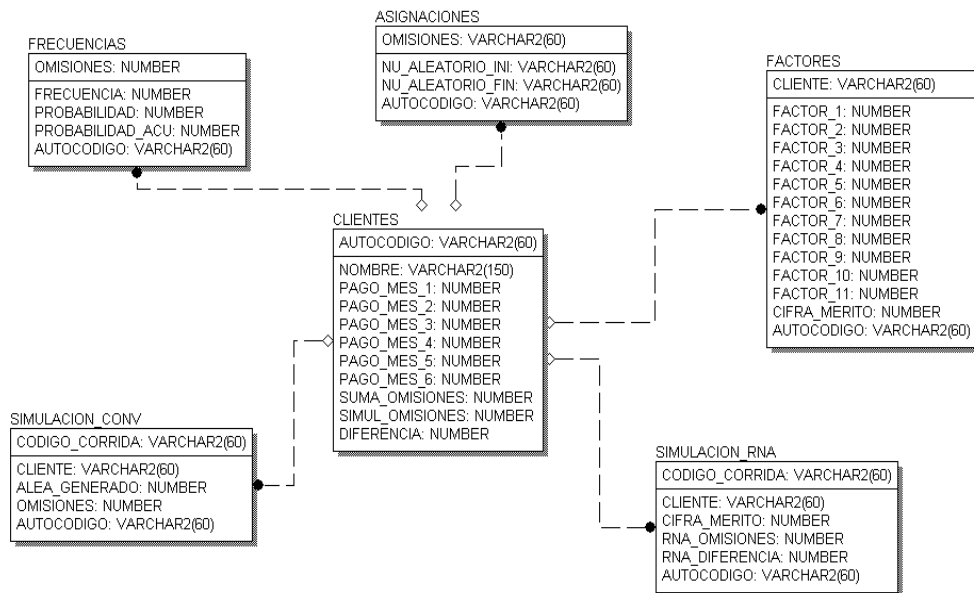 FRECUENCIAS
OMISIONES: NUMBER
FRECUENCIA: NUMBER
PROBABILIDAD: NUMBER
PROBABILIDAD_ACU: NUMBER
AUTOCODIGO: VARCHAR2(60)
ASIGNACIONES
OMISIONES: VARCHAR2(60)
NU_ALEATORIO_INI: VARCHAR2(60)
NU_ALEATORIO_FIN: VARCHAR2(60)
AUTOCODIGO: VARCHAR2(60)
FACTORES
CLIENTE: VARCHAR2(60)
FACTOR_1: NUMBER
FACTOR_2: NUMBER
FACTOR_3: NUMBER
FACTOR_4: NUMBER
FACTOR_5: NUMBER
FACTOR_6: NUMBER
FACTOR_7: NUMBER
FACTOR_8: NUMBER
FACTOR_9: NUMBER
FACTOR_10: NUMBER
FACTOR_11: NUMBER
CIFRA_MERITO: NUMBER
AUTOCODIGO: VARCHAR2(60)
CLIENTES
AUTOCODIGO: VARCHAR2(60)
NOMBRE: VARCHAR2(150)
PAGO_MES_1: NUMBER
PAGO_MES_2: NUMBER
PAGO_MES_3: NUMBER
PAGO_MES_4: NUMBER
PAGO_MES_5: NUMBER
PAGO_MES_6: NUMBER
SUMA_OMISIONES: NUMBER
SIMUL_OMISIONES: NUMBER
DIFERENCIA: NUMBER
SIMULACION_CONV
CODIGO_CORRIDA: VARCHAR2(60)
CLIENTE: VARCHAR2(60)
ALEA_GENERADO: NUMBER
OMISIONES: NUMBER
AUTOCODIGO: VARCHAR2(60)
SIMULACION_RNA
CODIGO_CORRIDA: VARCHAR2(60)
CLIENTE: VARCHAR2(60)
CIFRA_MERITO: NUMBER
RNA_OMISIONES: NUMBER
RNA_DIFERENCIA: NUMBER
AUTOCODIGO: VARCHAR2(60)